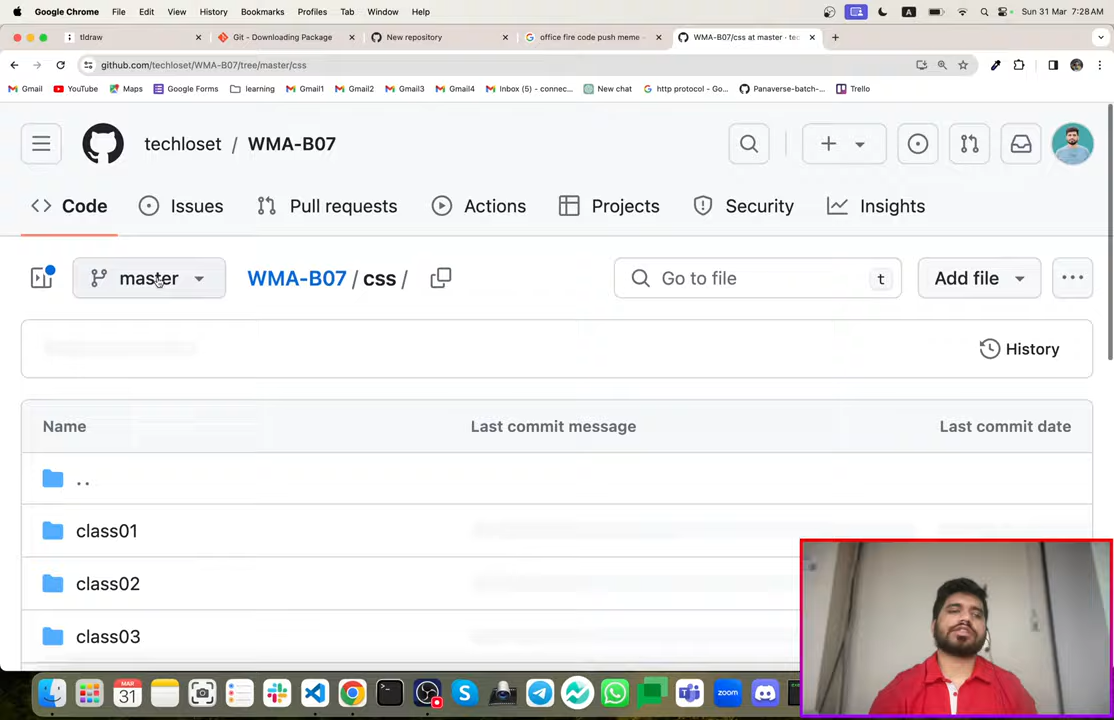 Google Chrome File Edit View History Bookmarks Profiles Tab Window Help A Sun 31 Mar 7:28AM
tldraw Git - Downloading Package New repository office fire code push meme - WMA-B07/css at master · tec
github.com/techloset/WMA-B07/tree/master/css
Gmail YouTube Maps Google Forms learning Gmail1 Gmail2 Gmail3 Gmail4 Inbox (5) - connec... New chat http protocol - Go... Panaverse-batch-... Trello
techloset / WMA-B07
Code Issues Pull requests Actions Projects Security Insights
master WMA-B07 / css / Go to file t Add file
History
Name Last commit message Last commit date
..
class01
class02
class03
MAR
31
zoom